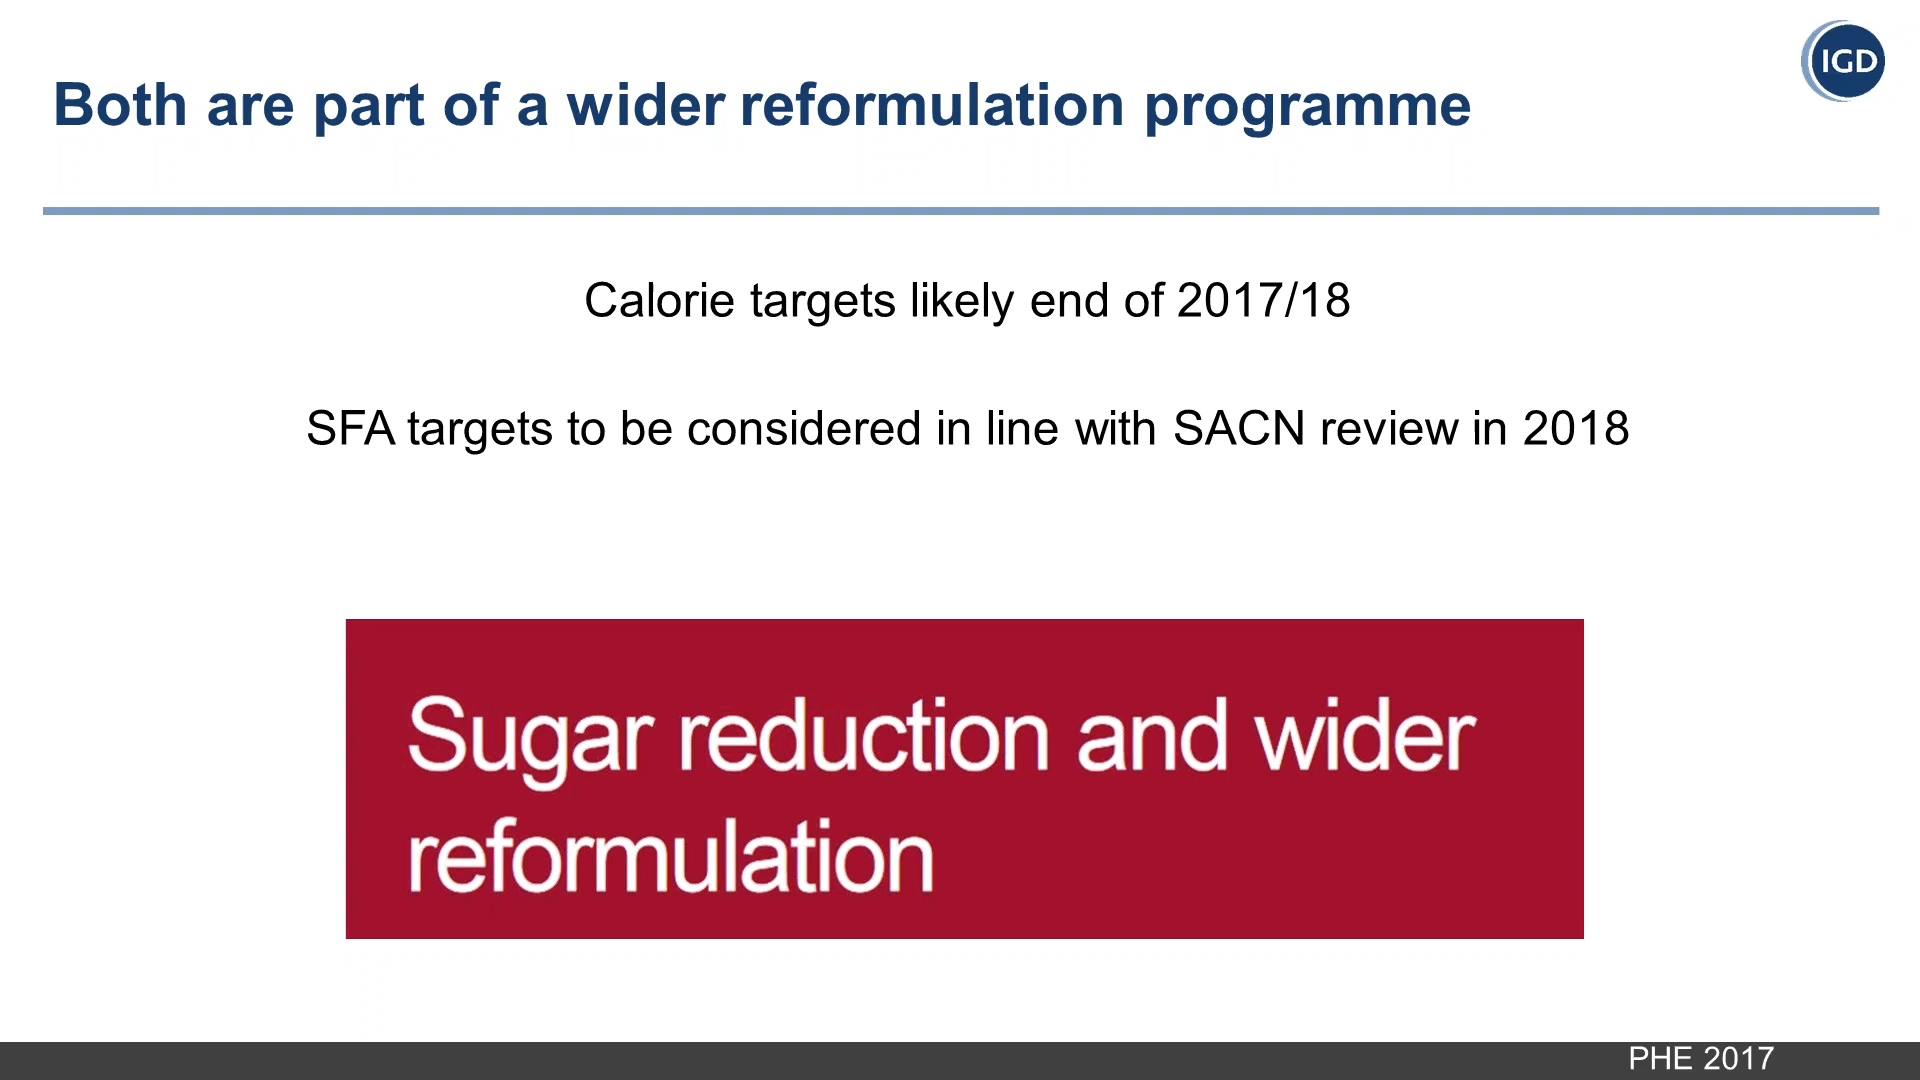 IGD
Both are part of a wider reformulation programme
Calorie targets likely end of 2017/18
SFA targets to be considered in line with SACN review in 2018
Sugar reduction and wider
reformulation
PHE 2017